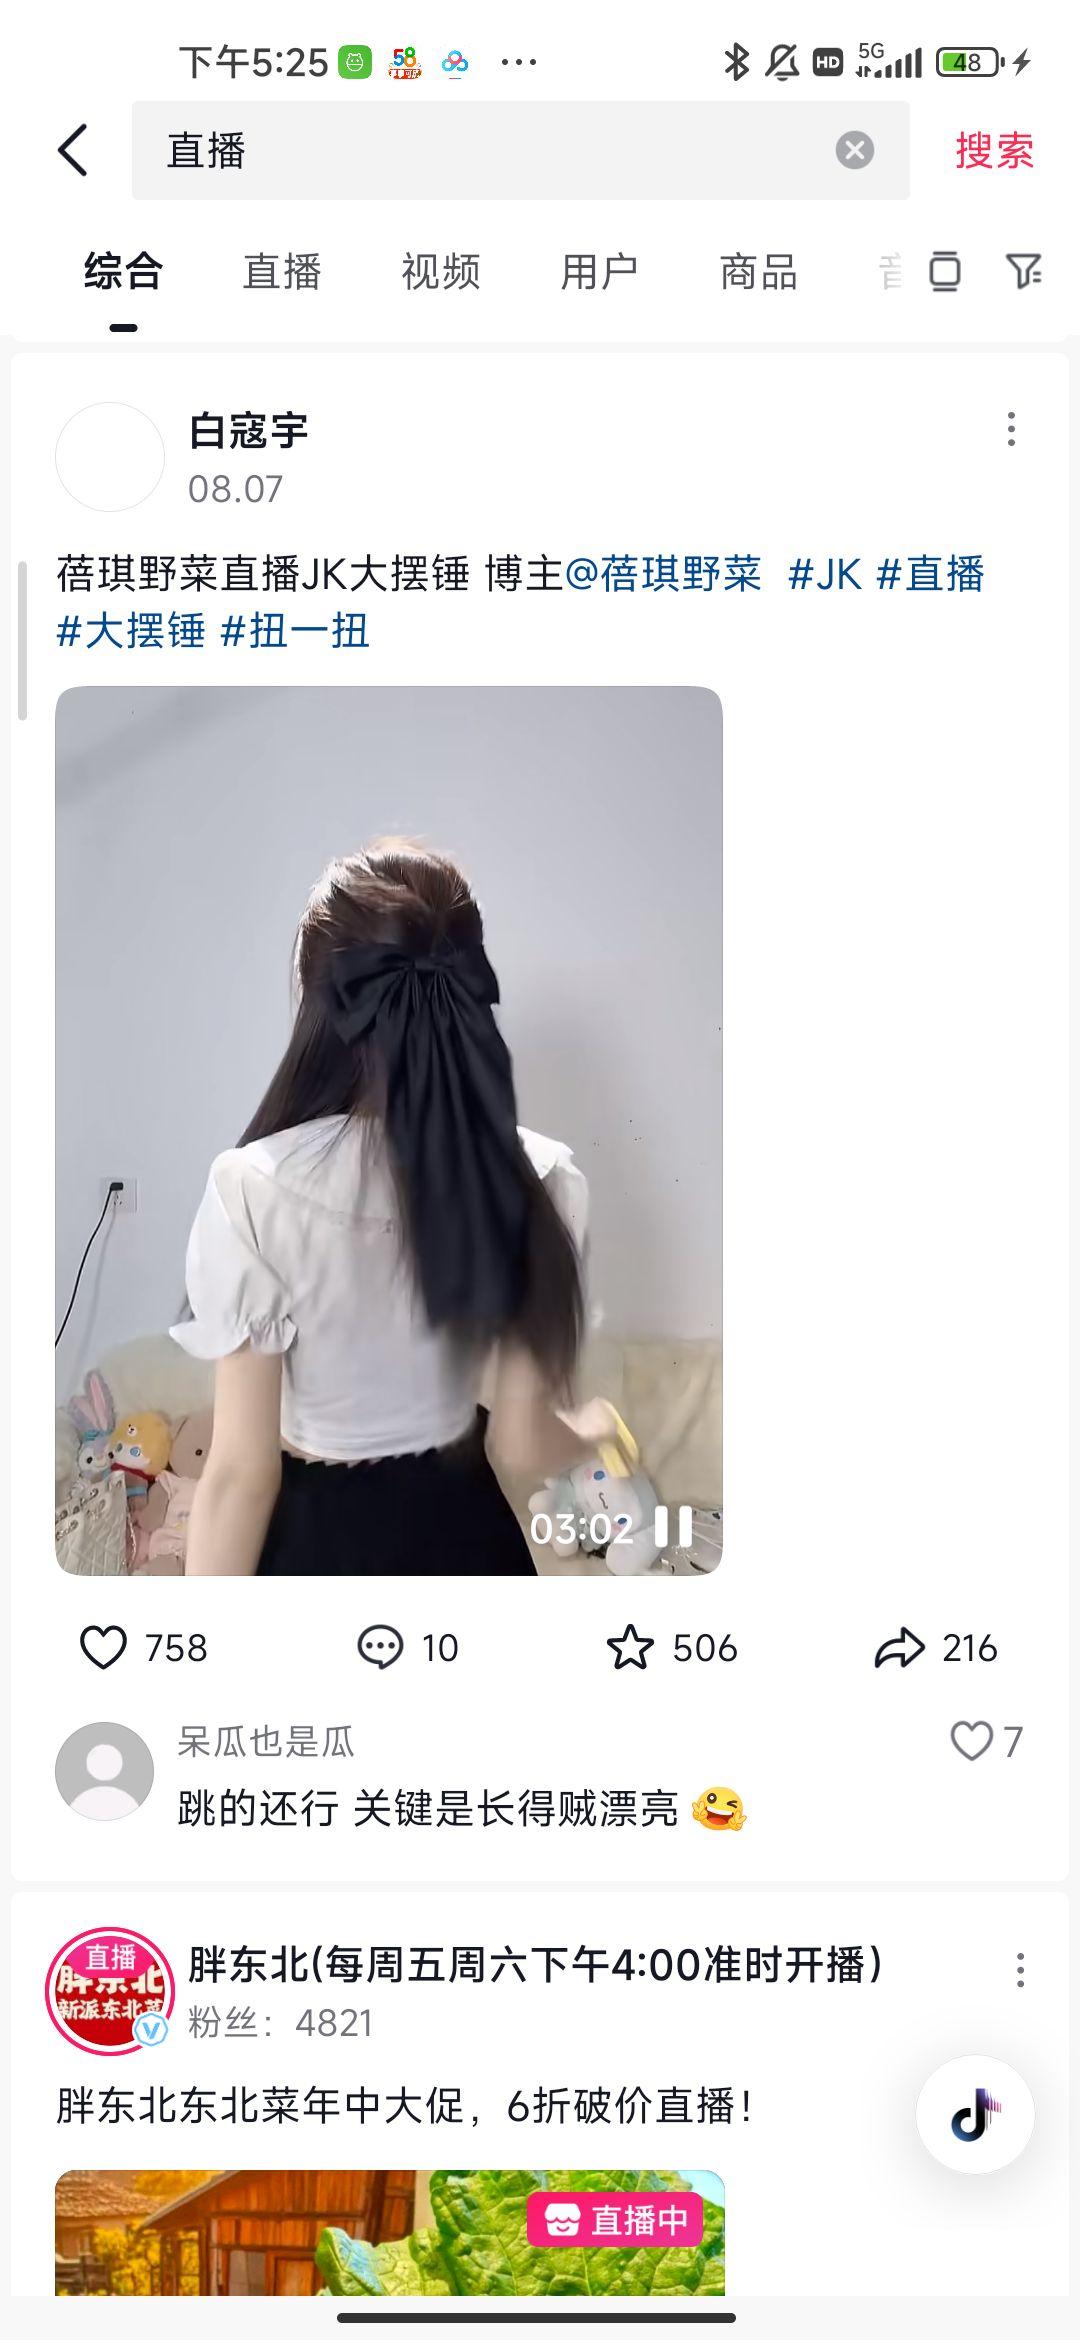 下午5:25 58 ··· HD 5G 48
直播 搜索
综合 直播 视频 用户 商品
白寇宇
08.07
蓓琪野菜直播JK大摆锤 博主@蓓琪野菜 #JK #直播
#大摆锤 #扭一扭
03:02
758 10 506 216
呆瓜也是瓜 7
跳的还行 关键是长得贼漂亮
直播
胖东北
新派东北菜
胖东北(每周五周六下午4:00准时开播)
粉丝：4821
胖东北东北菜年中大促，6折破价直播！
直播中